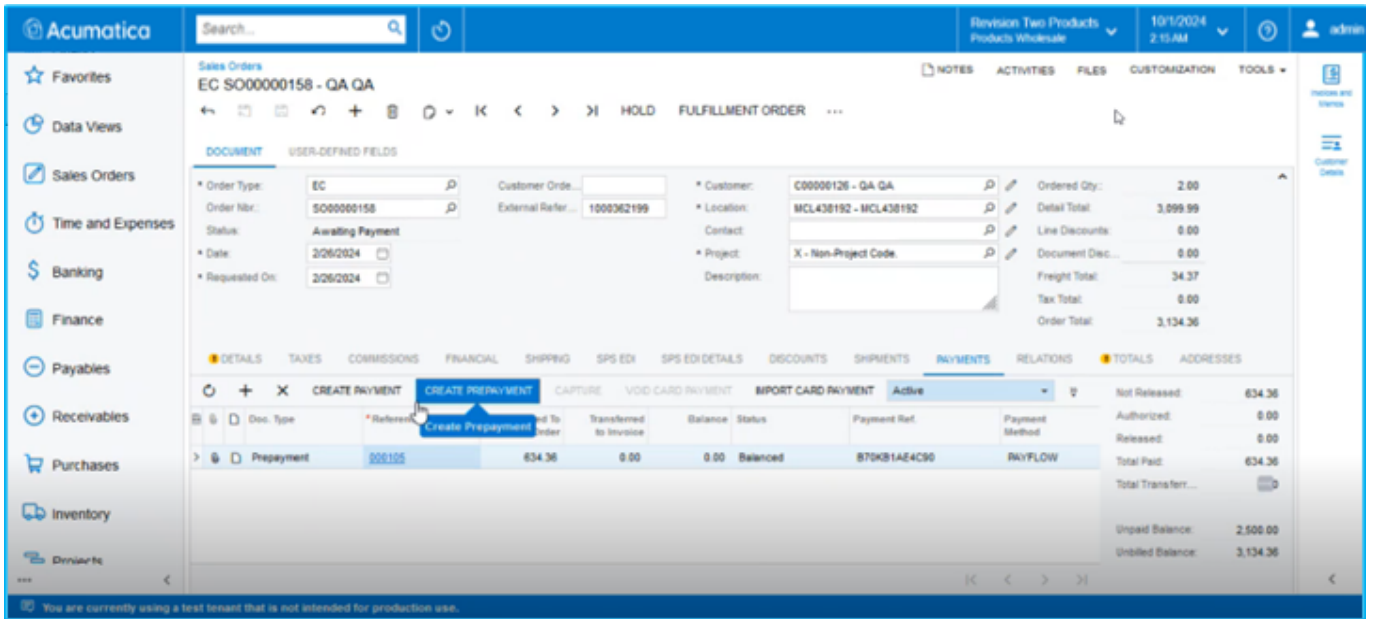 Acumatica
Search...
Revision Two Products
Products Wholesale
10/1/2024
2:15 AM
admin
Favorites
Data Views
Sales Orders
Time and Expenses
Banking
Finance
Payables
Receivables
Purchases
Inventory
Projects
Sales Orders
EC SO00000158 - QA QA
NOTES ACTIVITIES FILES CUSTOMIZATION TOOLS
HOLD FULFILLMENT ORDER ...
DOCUMENT USER-DEFINED FIELDS
* Order Type: EC
Order Nbr.: SO00000158
Status: Awaiting Payment
* Date: 2/26/2024
* Requested On: 2/26/2024
Customer Orde...
External Refer... 1000362199
* Customer: C00000126 - QA QA
* Location: MCL438192 - MCL438192
Contact:
* Project: X - Non-Project Code.
Description:
Ordered Qty.: 2.00
Detail Total: 3,099.99
Line Discounts: 0.00
Document Disc... 0.00
Freight Total: 34.37
Tax Total: 0.00
Order Total: 3,134.36
DETAILS TAXES COMMISSIONS FINANCIAL SHIPPING SPS EDI SPS EDI DETAILS DISCOUNTS SHIPMENTS PAYMENTS RELATIONS TOTALS ADDRESSES
CREATE PAYMENT CREATE PREPAYMENT CAPTURE VOID CARD PAYMENT IMPORT CARD PAYMENT Active
Create Prepayment
Doc. Type Transferred to Invoice Balance Status Payment Ref. Payment Method
Prepayment 000105 634.36 0.00 0.00 Balanced B70KB1AE4C90 PAYFLOW
Not Released: 634.36
Authorized: 0.00
Released: 0.00
Total Paid: 634.36
Total Transferr...
Unpaid Balance: 2,500.00
Unbilled Balance: 3,134.36
Invoices and Memos
Customer Details
You are currently using a test tenant that is not intended for production use.